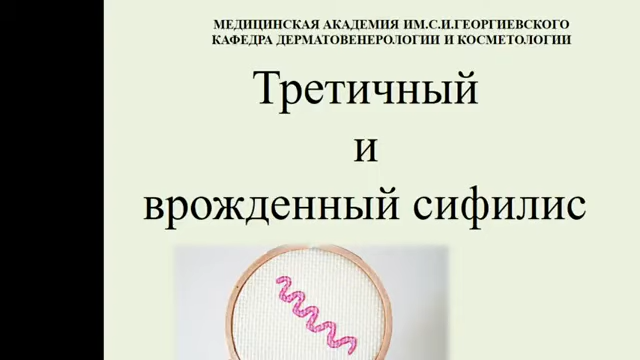 МЕДИЦИНСКАЯ АКАДЕМИЯ ИМ.С.И.ГЕОРГИЕВСКОГО
КАФЕДРА ДЕРМАТОВЕНЕРОЛОГИИ И КОСМЕТОЛОГИИ
Третичный
и
врожденный сифилис